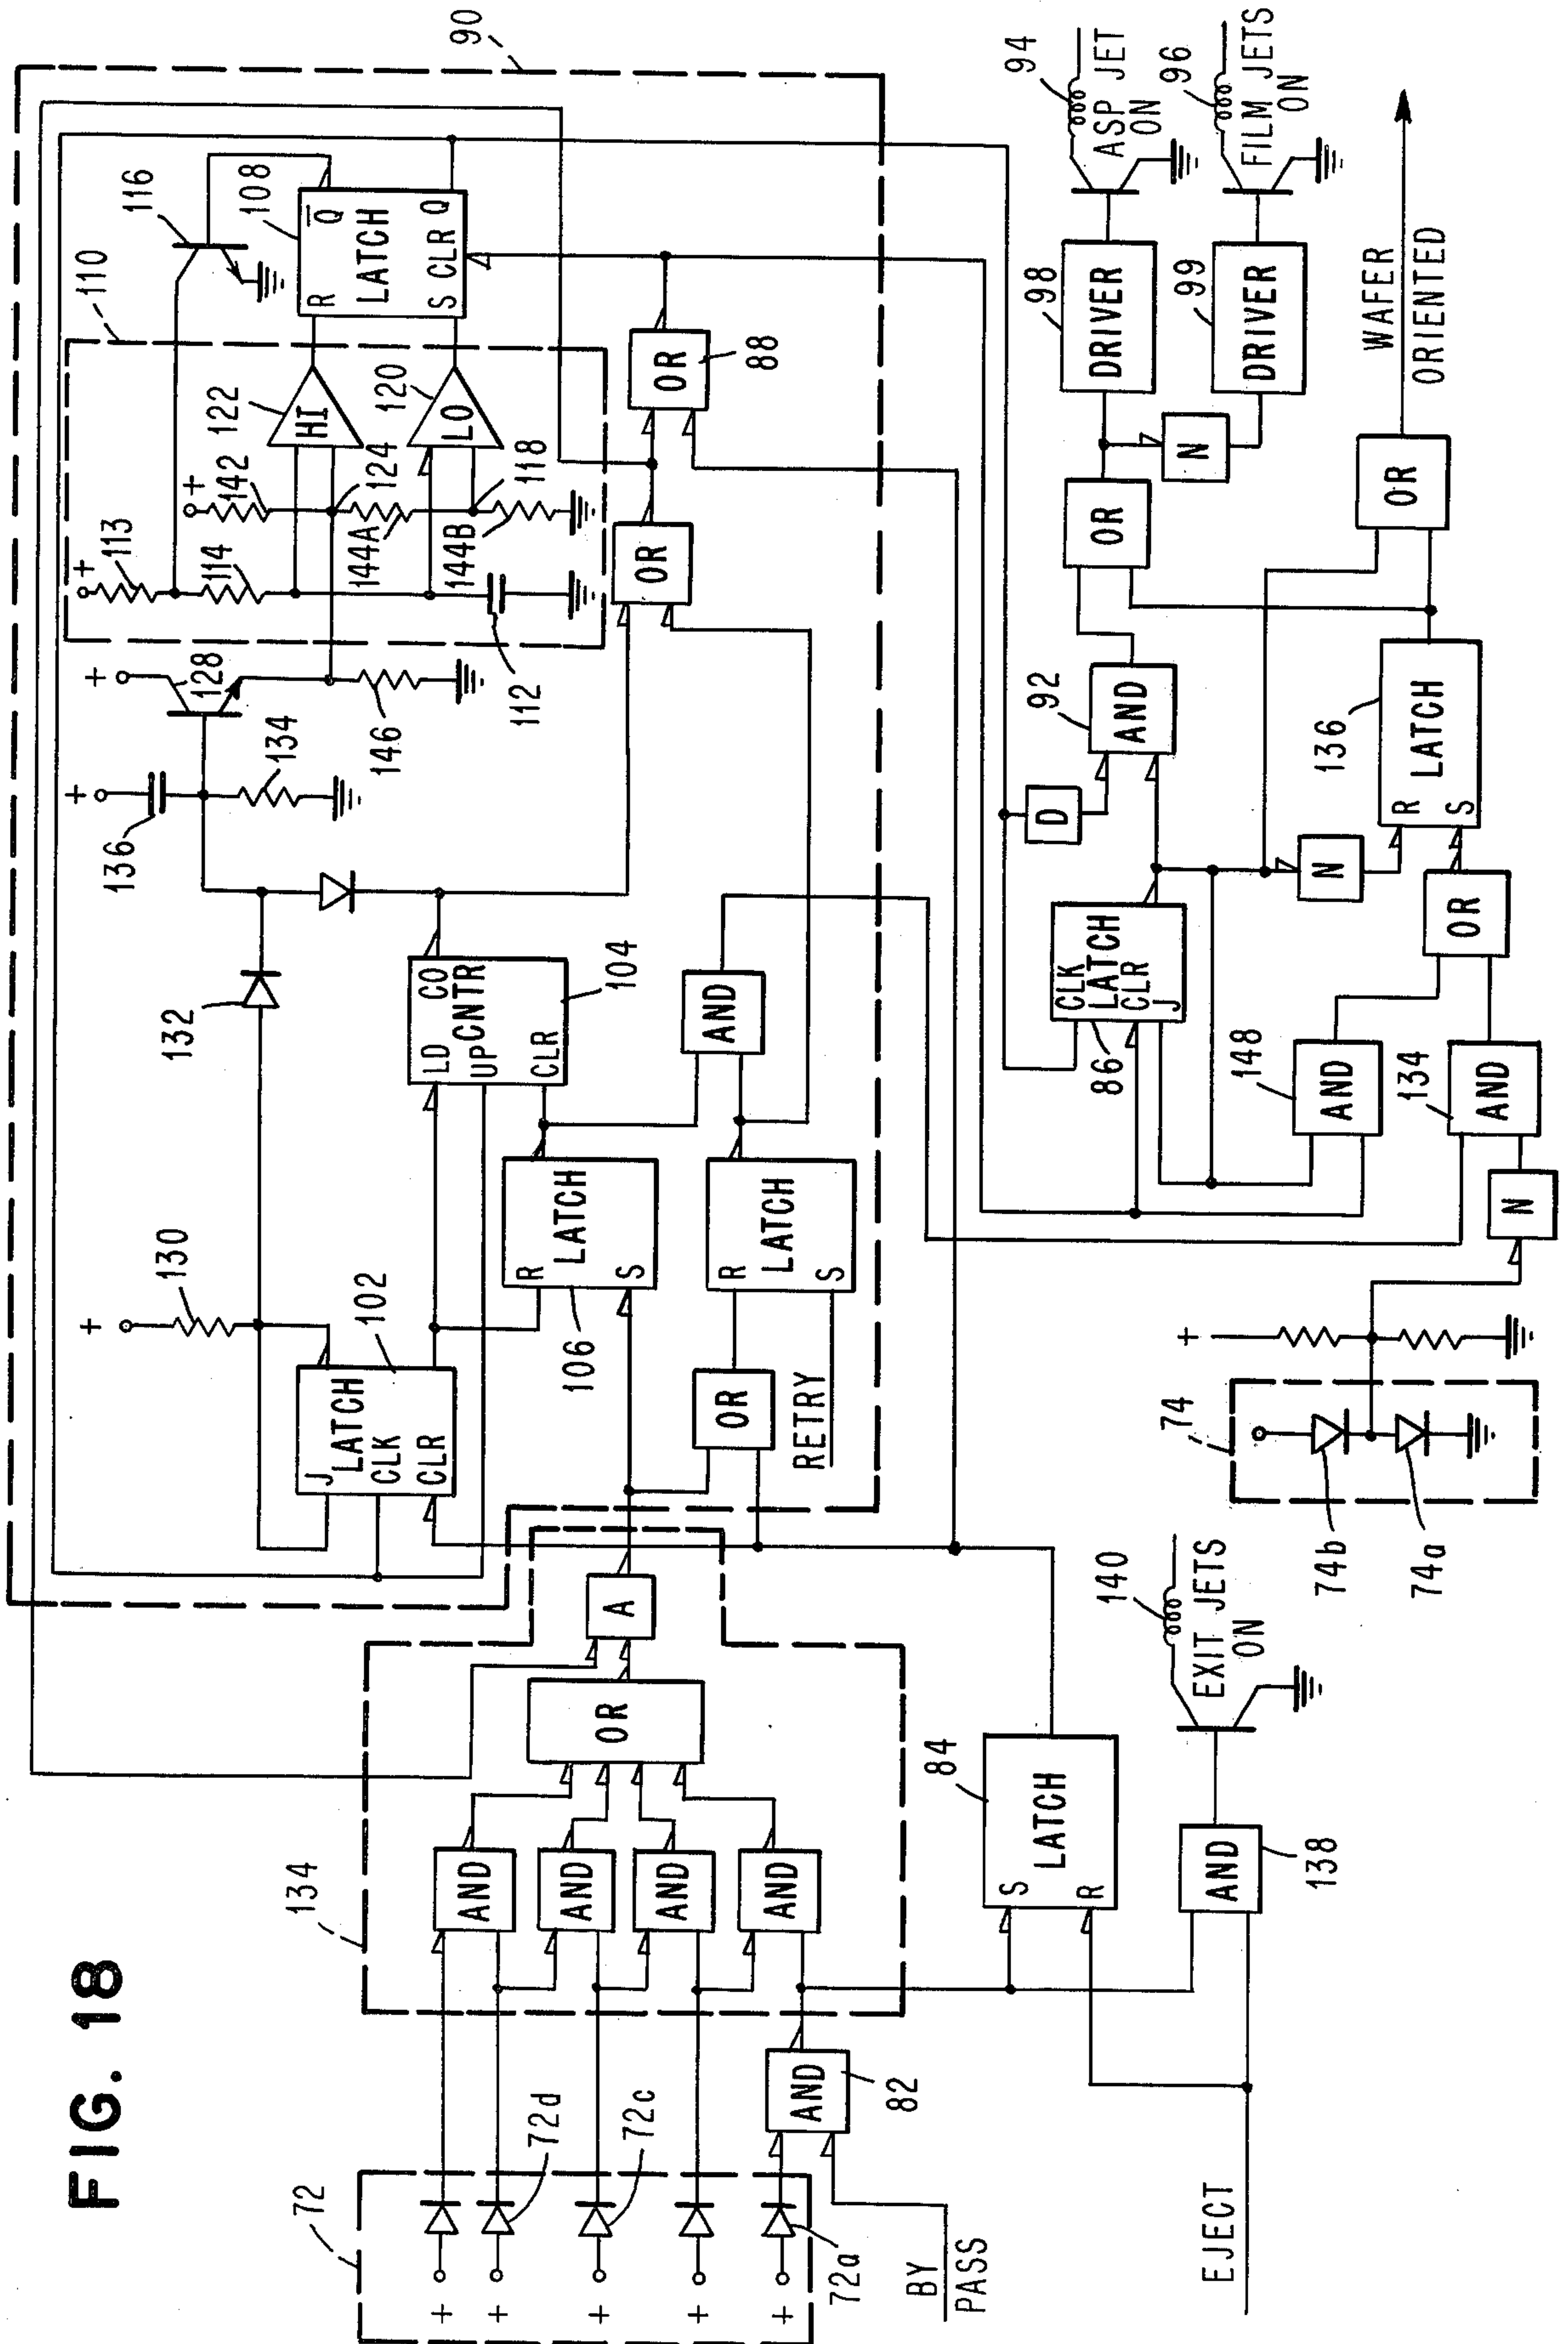 FIG. 18
90
110
116
108
R
Q
LATCH
S CLR Q
122
HI
120
LO
142
124
118
144A
144B
113
114
+
+
OR
88
OR
112
+
128
146
134
+
136
132
LD CO
UP CNTR
CLR
104
AND
+
130
102
J
LATCH
CLK
CLR
R
LATCH
S
106
R
LATCH
S
OR
RETRY
94
ASP JET
ON
96
FILM JETS
ON
98
DRIVER
99
DRIVER
N
OR
WAFER
ORIENTED
OR
92
AND
D
136
R
LATCH
S
N
OR
CLK
LATCH
CLR
J
86
148
AND
134
AND
N
+
74
74b
74a
140
EXIT JETS
ON
A
OR
134
AND
AND
AND
AND
84
S
LATCH
R
AND
138
72
72d
72c
72a
+
+
+
+
+
AND
82
BY
PASS
EJECT